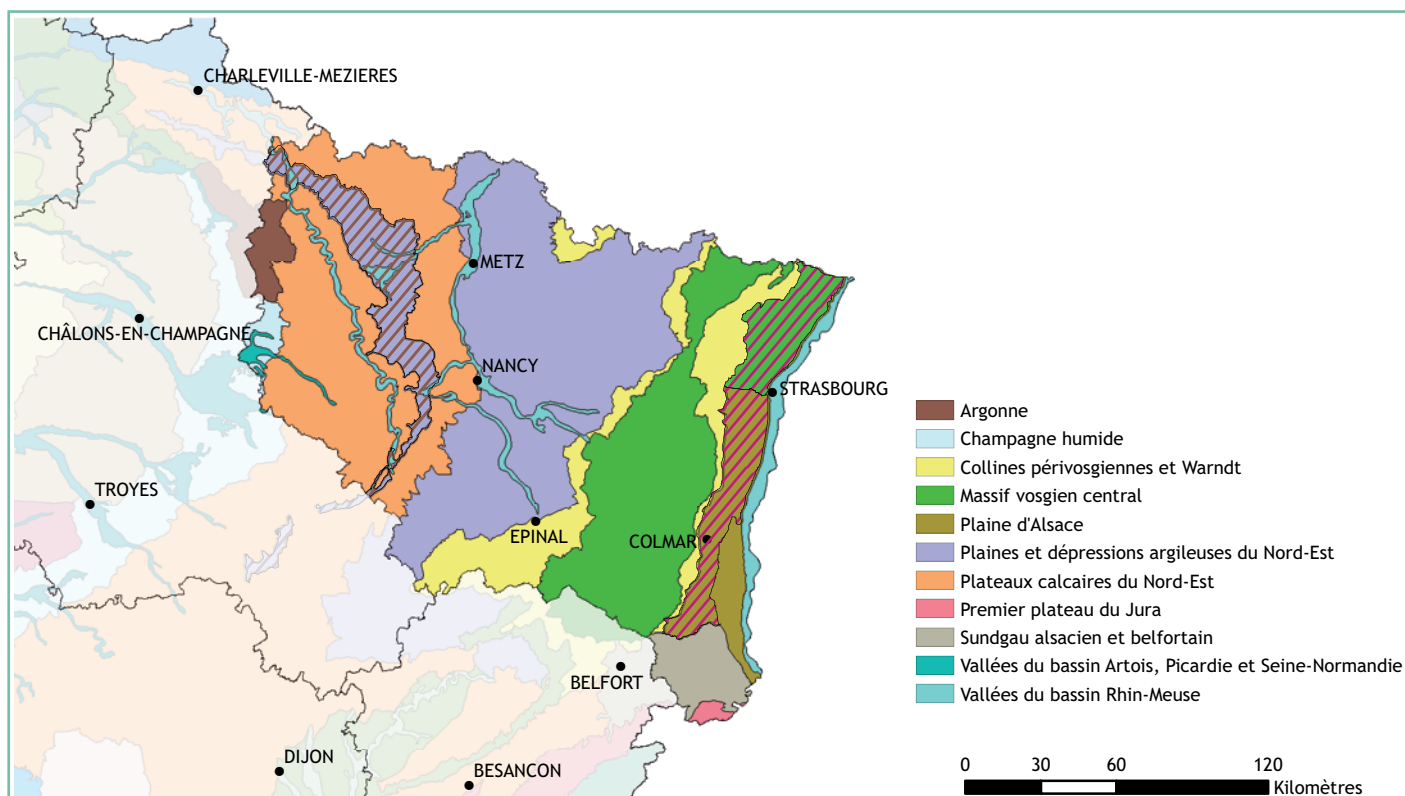 CHARLEVILLE-MEZIERES
METZ
CHÂLONS-EN-CHAMPAGNE
NANCY
STRASBOURG
TROYES
EPINAL
COLMAR
BELFORT
DIJON
BESANCON
Argonne
Champagne humide
Collines périvosgiennes et Warndt
Massif vosgien central
Plaine d'Alsace
Plaines et dépressions argileuses du Nord-Est
Plateaux calcaires du Nord-Est
Premier plateau du Jura
Sundgau alsacien et belfortain
Vallées du bassin Artois, Picardie et Seine-Normandie
Vallées du bassin Rhin-Meuse
0 30 60 120
Kilomètres